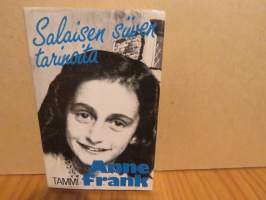 Salaisen siiven
tarinoita
Anne
TAMMI Frank